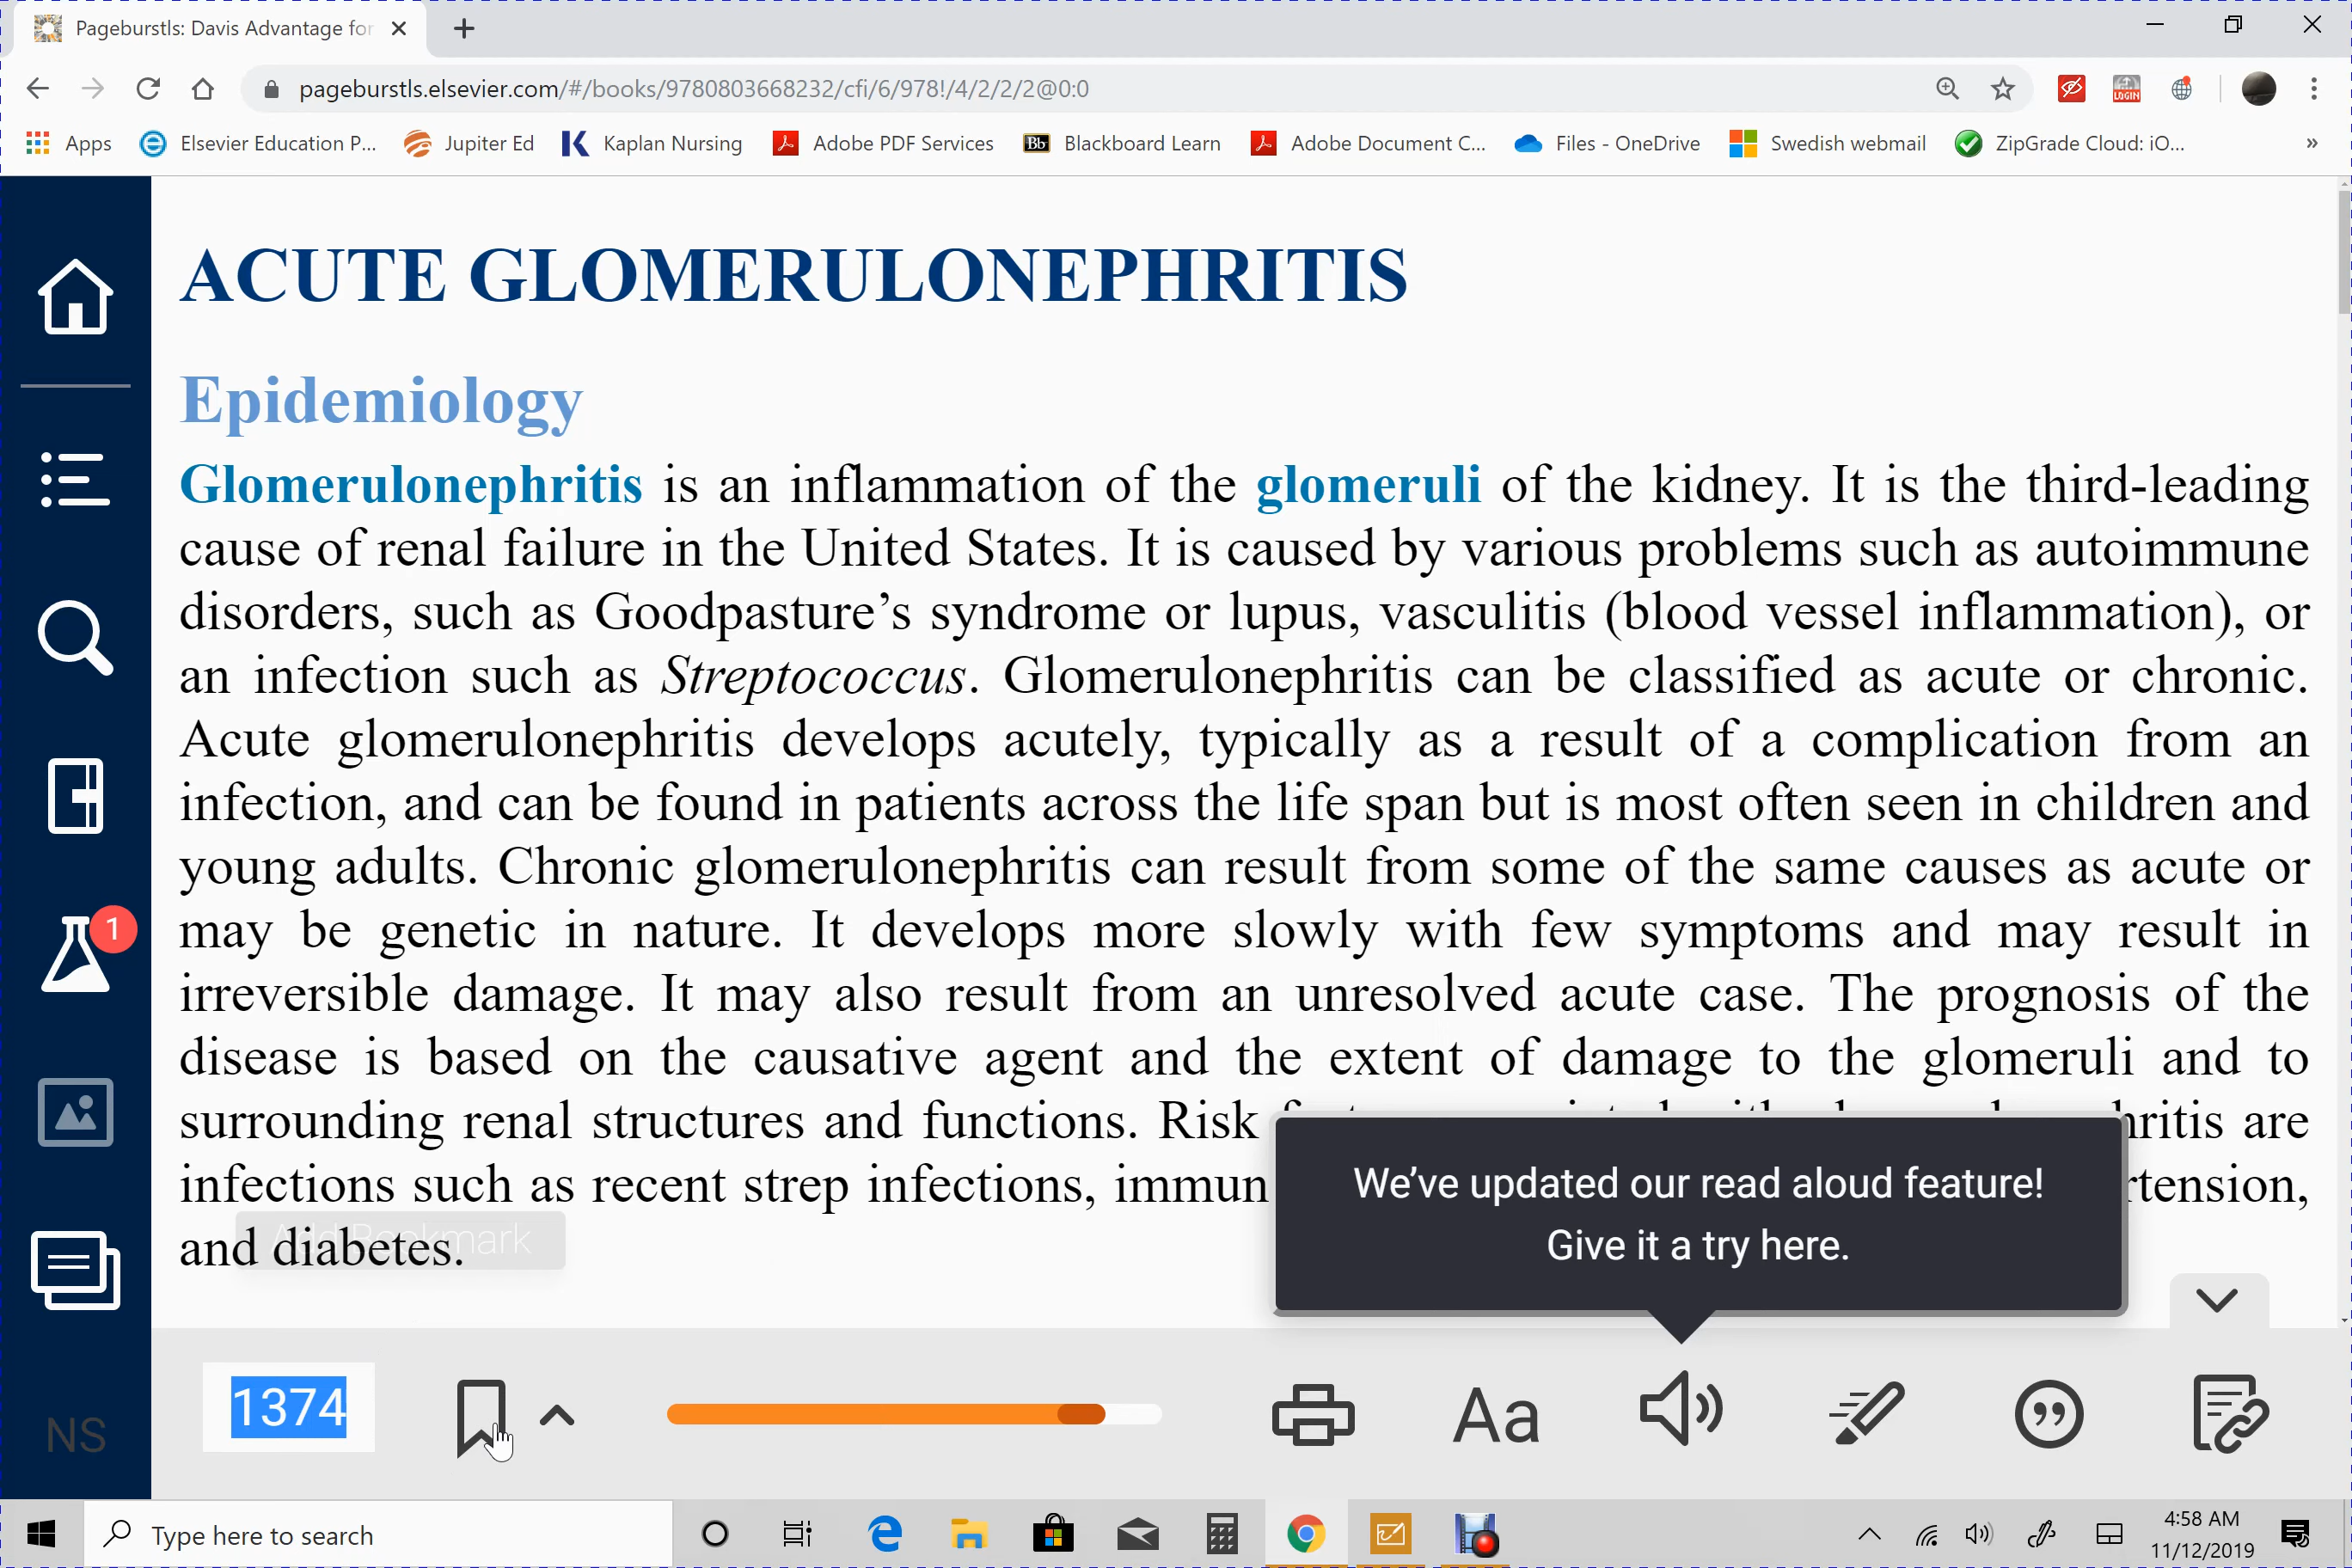 Pageburstls: Davis Advantage for
pageburstls.elsevier.com/#/books/9780803668232/cfi/6/978!/4/2/2/2@0:0
LOGIN
Apps
Elsevier Education P...
Jupiter Ed
Kaplan Nursing
Adobe PDF Services
Bb
Blackboard Learn
Adobe Document C...
Files - OneDrive
Swedish webmail
ZipGrade Cloud: iO...
»
ACUTE GLOMERULONEPHRITIS
Epidemiology
Glomerulonephritis is an inflammation of the glomeruli of the kidney. It is the third-leading
cause of renal failure in the United States. It is caused by various problems such as autoimmune
disorders, such as Goodpasture’s syndrome or lupus, vasculitis (blood vessel inflammation), or
an infection such as Streptococcus. Glomerulonephritis can be classified as acute or chronic.
Acute glomerulonephritis develops acutely, typically as a result of a complication from an
infection, and can be found in patients across the life span but is most often seen in children and
young adults. Chronic glomerulonephritis can result from some of the same causes as acute or
may be genetic in nature. It develops more slowly with few symptoms and may result in
irreversible damage. It may also result from an unresolved acute case. The prognosis of the
disease is based on the causative agent and the extent of damage to the glomeruli and to
surrounding renal structures and functions. Risk hritis are
infections such as recent strep infections, immun rtension,
and diabetes.
Add Bookmark
We’ve updated our read aloud feature!
Give it a try here.
1
NS
1374
Aa
Type here to search
4:58 AM
11/12/2019